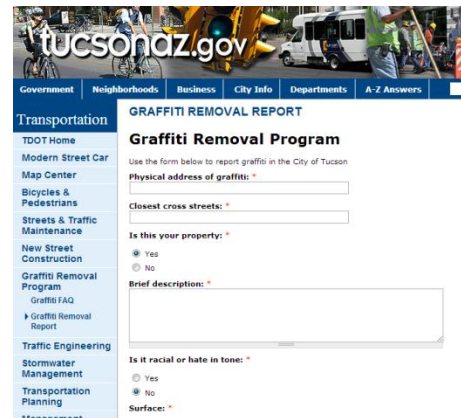 tucsonaz.gov
Government Neighborhoods Business City Info Departments A-Z Answers
Transportation
TDOT Home
Modern Street Car
Map Center
Bicycles &
Pedestrians
Streets & Traffic
Maintenance
New Street
Construction
Graffiti Removal
Program
Graffiti FAQ
Graffiti Removal
Report
Traffic Engineering
Stormwater
Management
Transportation
Planning
Management
GRAFFITI REMOVAL REPORT
Graffiti Removal Program
Use the form below to report graffiti in the City of Tucson
Physical address of graffiti: *
Closest cross streets: *
Is this your property: *
Yes
No
Brief description: *
Is it racial or hate in tone: *
Yes
No
Surface: *